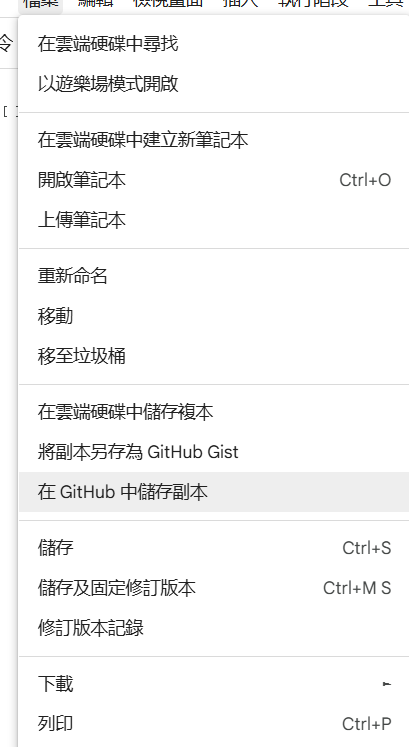 檔案 編輯 檢視畫面 插入 執行階段 工具
令
[ ]
在雲端硬碟中尋找
以遊樂場模式開啟
在雲端硬碟中建立新筆記本
開啟筆記本 Ctrl+O
上傳筆記本
重新命名
移動
移至垃圾桶
在雲端硬碟中儲存複本
將副本另存為 GitHub Gist
在 GitHub 中儲存副本
儲存 Ctrl+S
儲存及固定修訂版本 Ctrl+M S
修訂版本記錄
下載
列印 Ctrl+P